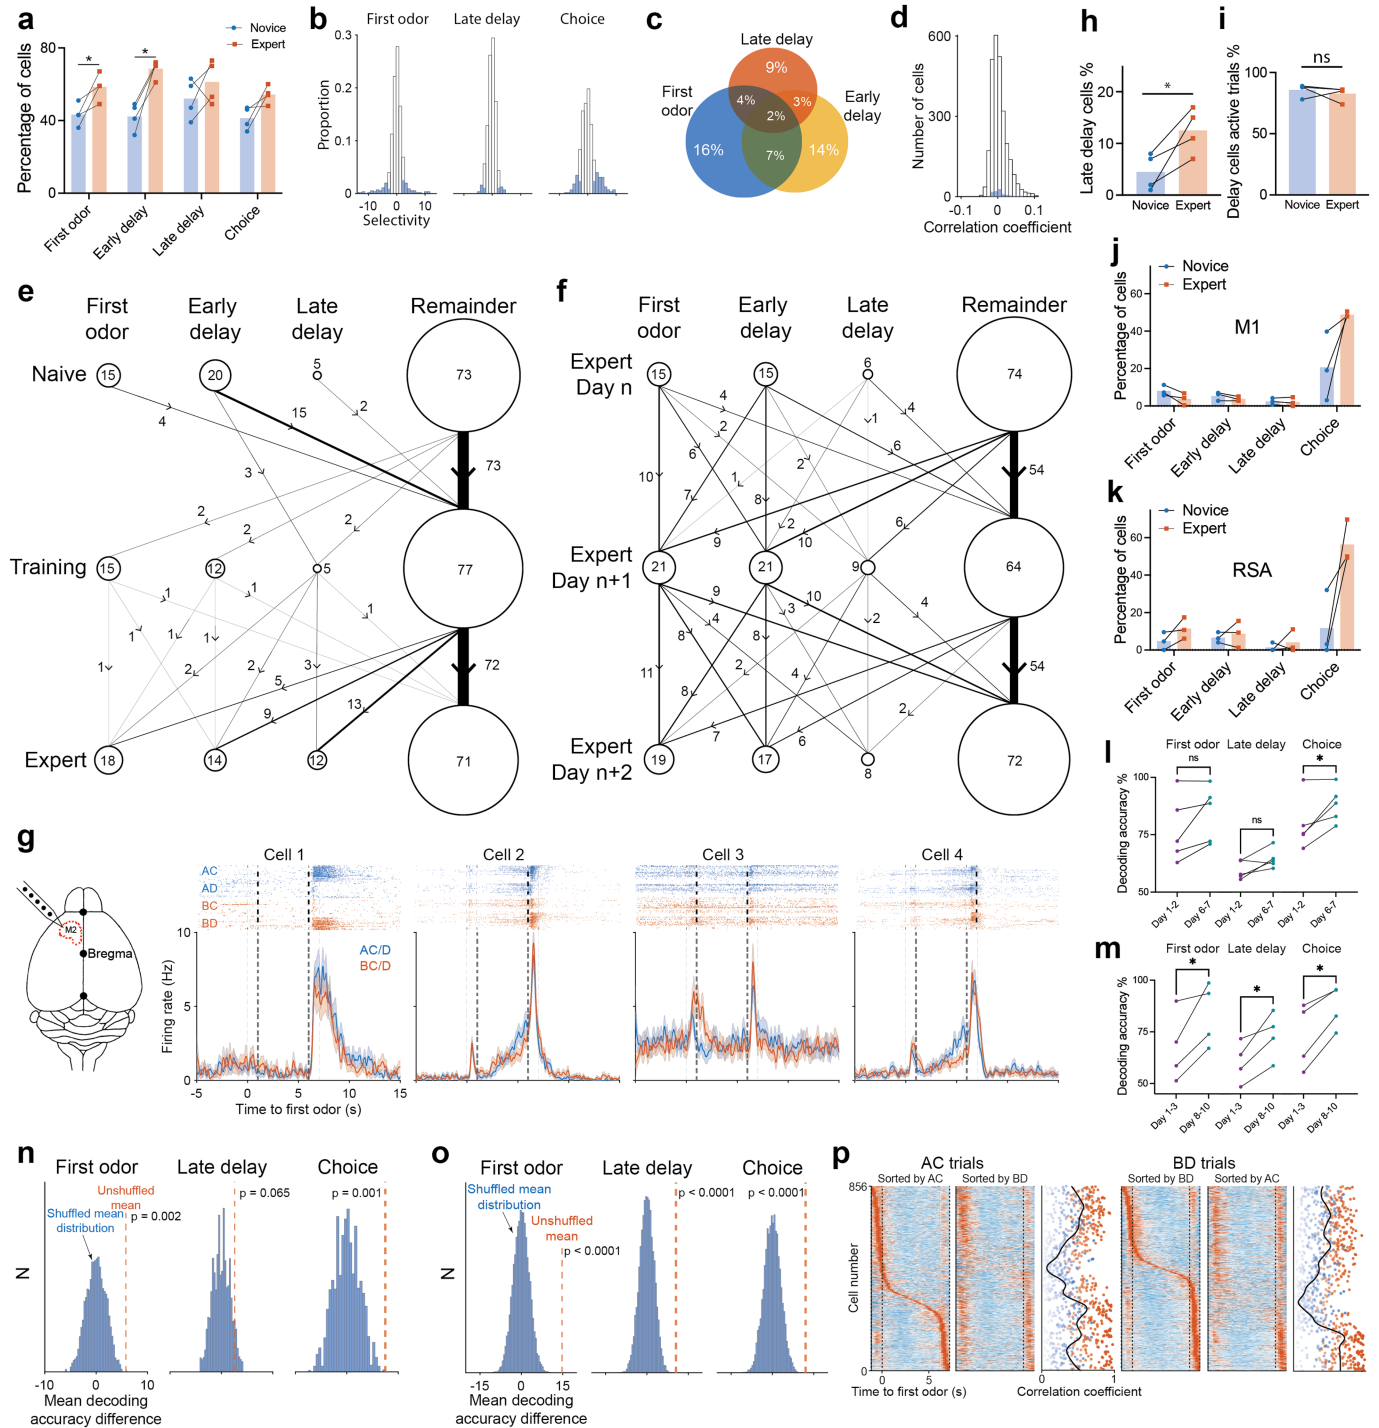 a
Novice
Expert
Percentage of cells
80
40
0
*
*
First odor
Early delay
Late delay
Choice
b
First odor
Late delay
Choice
Proportion
0.3
0.2
0.1
0
-10 0 10
Selectivity
c
Late delay
First
odor
Early
delay
9%
4%
3%
2%
16%
7%
14%
d
Number of cells
600
300
0
-0.1 0 0.1
Correlation coefficient
h
Late delay cells %
20
10
0
*
Novice Expert
i
Delay cells active trials %
100
50
0
ns
Novice Expert
e
First
odor
Early
delay
Late
delay
Remainder
Naive
15
20
5
73
4
15
2
3
73
2
2
2
Training
15
12
5
77
1
1
1
1
1
1
1
2
2
3
5
9
13
72
Expert
18
14
12
71
f
First
odor
Early
delay
Late
delay
Remainder
Expert
Day n
15
15
6
74
4
2
6
1
4
6
2
10
7
1
8
54
2
6
9
10
Expert
Day n+1
21
21
9
64
9
4
8
3
10
8
2
4
11
8
2
4
54
2
7
6
Expert
Day n+2
19
17
8
72
j
Novice
Expert
M1
Percentage of cells
60
40
20
0
First odor
Early delay
Late delay
Choice
k
Novice
Expert
RSA
Percentage of cells
60
40
20
0
First odor
Early delay
Late delay
Choice
g
M2
Bregma
Cell 1
Cell 2
Cell 3
Cell 4
AC
AD
BC
BD
AC/D
BC/D
Firing rate (Hz)
10
5
0
-5 0 5 10 15
Time to first odor (s)
l
First odor Late delay Choice
ns
ns
*
Decoding accuracy %
100
75
50
Day 1-2
Day 6-7
Day 1-2
Day 6-7
Day 1-2
Day 6-7
m
First odor Late delay Choice
*
*
*
Decoding accuracy %
100
75
50
Day 1-3
Day 8-10
Day 1-3
Day 8-10
Day 1-3
Day 8-10
n
First odor
Late delay
Choice
Unshuffled
mean
Shuffled mean
distribution
p = 0.002
p = 0.065
p = 0.001
N
-10 0 10
Mean decoding
accuracy difference
o
First odor
Late delay
Choice
Shuffled mean
distribution
Unshuffled
mean
p < 0.0001
p < 0.0001
p < 0.0001
N
-15 0 15
Mean decoding
accuracy difference
p
AC trials
BD trials
Sorted by AC
Sorted by BD
Sorted by BD
Sorted by AC
856
Cell number
0
0 5
Time to first odor (s)
0 1
Correlation coefficient